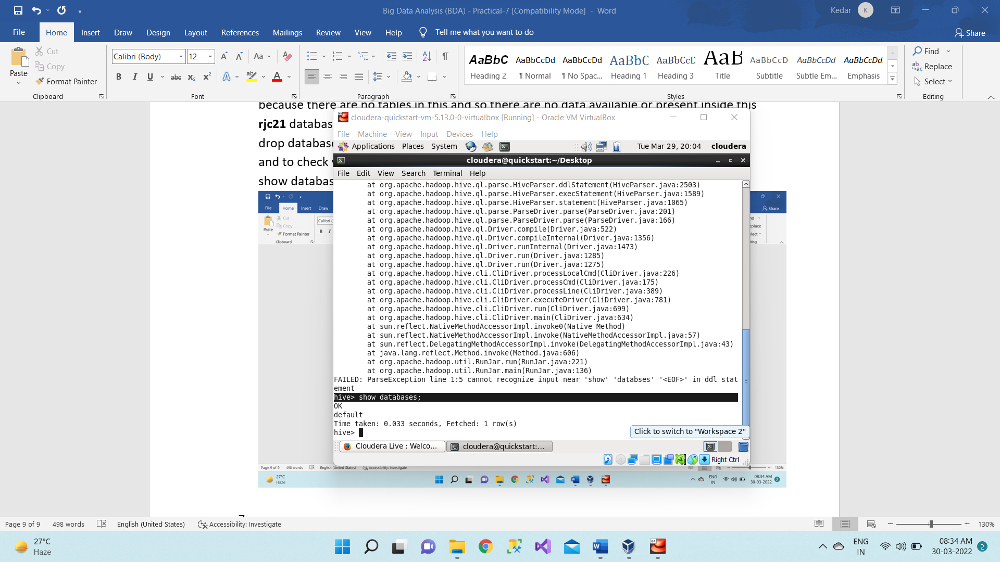 Big Data Analysis (BDA) - Practical-7 [Compatibility Mode] - Word
Kedar
K
File
Home
Insert
Draw
Design
Layout
References
Mailings
Review
View
Help
Tell me what you want to do
Share
Paste
Cut
Copy
Format Painter
Clipboard
Calibri (Body)
12
Font
Paragraph
AaBbC
Heading 2
AaBbCcDd
¶ Normal
AaBbCcDd
¶ No Spac...
AaBbC
Heading 1
AaBbCcD
Heading 3
AaB
Title
AaBbCcD
Subtitle
AaBbCcDd
Subtle Em...
AaBbCcDd
Emphasis
Styles
Find
Replace
Select
Editing
because there are no tables in this and so there are no data available or present inside this
rjc21
drop database
and to check
cloudera-quickstart-vm-5.13.0-0-virtualbox [Running] - Oracle VM VirtualBox
File Machine View Input Devices Help
Applications Places System
Tue Mar 29, 20:04 cloudera
cloudera@quickstart:~/Desktop
File Edit View Search Terminal Help
at org.apache.hadoop.hive.ql.parse.HiveParser.ddlStatement(HiveParser.java:2503)
at org.apache.hadoop.hive.ql.parse.HiveParser.execStatement(HiveParser.java:1589)
at org.apache.hadoop.hive.ql.parse.HiveParser.statement(HiveParser.java:1065)
at org.apache.hadoop.hive.ql.parse.ParseDriver.parse(ParseDriver.java:201)
at org.apache.hadoop.hive.ql.parse.ParseDriver.parse(ParseDriver.java:166)
at org.apache.hadoop.hive.ql.Driver.compile(Driver.java:522)
at org.apache.hadoop.hive.ql.Driver.compileInternal(Driver.java:1356)
at org.apache.hadoop.hive.ql.Driver.runInternal(Driver.java:1473)
at org.apache.hadoop.hive.ql.Driver.run(Driver.java:1285)
at org.apache.hadoop.hive.ql.Driver.run(Driver.java:1275)
at org.apache.hadoop.hive.cli.CliDriver.processLocalCmd(CliDriver.java:226)
at org.apache.hadoop.hive.cli.CliDriver.processCmd(CliDriver.java:175)
at org.apache.hadoop.hive.cli.CliDriver.processLine(CliDriver.java:389)
at org.apache.hadoop.hive.cli.CliDriver.executeDriver(CliDriver.java:781)
at org.apache.hadoop.hive.cli.CliDriver.run(CliDriver.java:699)
at org.apache.hadoop.hive.cli.CliDriver.main(CliDriver.java:634)
at sun.reflect.NativeMethodAccessorImpl.invoke0(Native Method)
at sun.reflect.NativeMethodAccessorImpl.invoke(NativeMethodAccessorImpl.java:57)
at sun.reflect.DelegatingMethodAccessorImpl.invoke(DelegatingMethodAccessorImpl.java:43)
at java.lang.reflect.Method.invoke(Method.java:606)
at org.apache.hadoop.util.RunJar.run(RunJar.java:221)
at org.apache.hadoop.util.RunJar.main(RunJar.java:136)
FAILED: ParseException line 1:5 cannot recognize input near 'show' 'databses' '<EOF>' in ddl stat
ement
hive> show databases;
OK
default
Time taken: 0.033 seconds, Fetched: 1 row(s)
hive>
Click to switch to "Workspace 2"
Cloudera Live : Welco...
cloudera@quickstart:...
Right Ctrl
File Home Insert Draw
Share
Paste
Cut
Copy
Format Painter
Clipboard
Page 9 of 9 498 words English (United States) Accessibility: Investigate
130%
27°C
Haze
ENG
IN
08:34 AM
30-03-2022
2
Page 9 of 9 498 words English (United States) Accessibility: Investigate
130%
27°C
Haze
ENG
IN
08:34 AM
30-03-2022
2